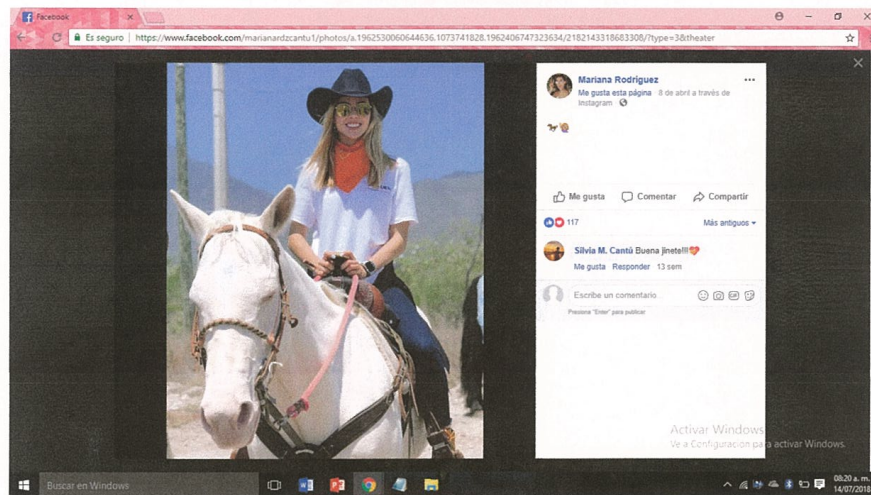 Facebook
Es seguro | https://www.facebook.com/marianardzcantu1/photos/a.1962530060644636.1073741828.1962406747323634/2182143318683308/?type=3&theater
Mariana Rodríguez
Me gusta esta página · 8 de abril a través de
Instagram
Me gusta Comentar Compartir
117 Más antiguos
Silvia M. Cantú Buena jinete!!!💖
Me gusta Responder 13 sem
Escribe un comentario
GIF
Presiona "Enter" para publicar
Activar Windows
Ve a Configuración para activar Windows.
Buscar en Windows
08:20 a. m.
14/07/2018